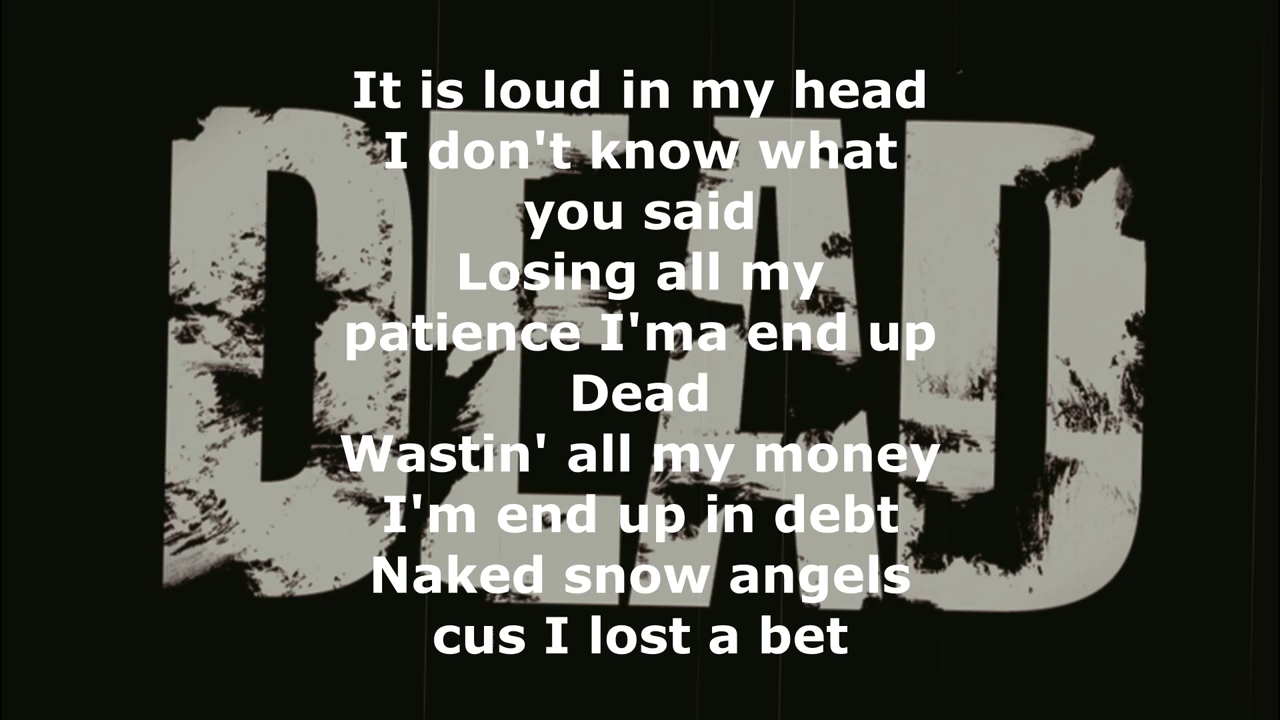 DEAD
It is loud in my head
I don't know what
you said
Losing all my
patience I'ma end up
Dead
Wastin' all my money
I'm end up in debt
Naked snow angels
cus I lost a bet